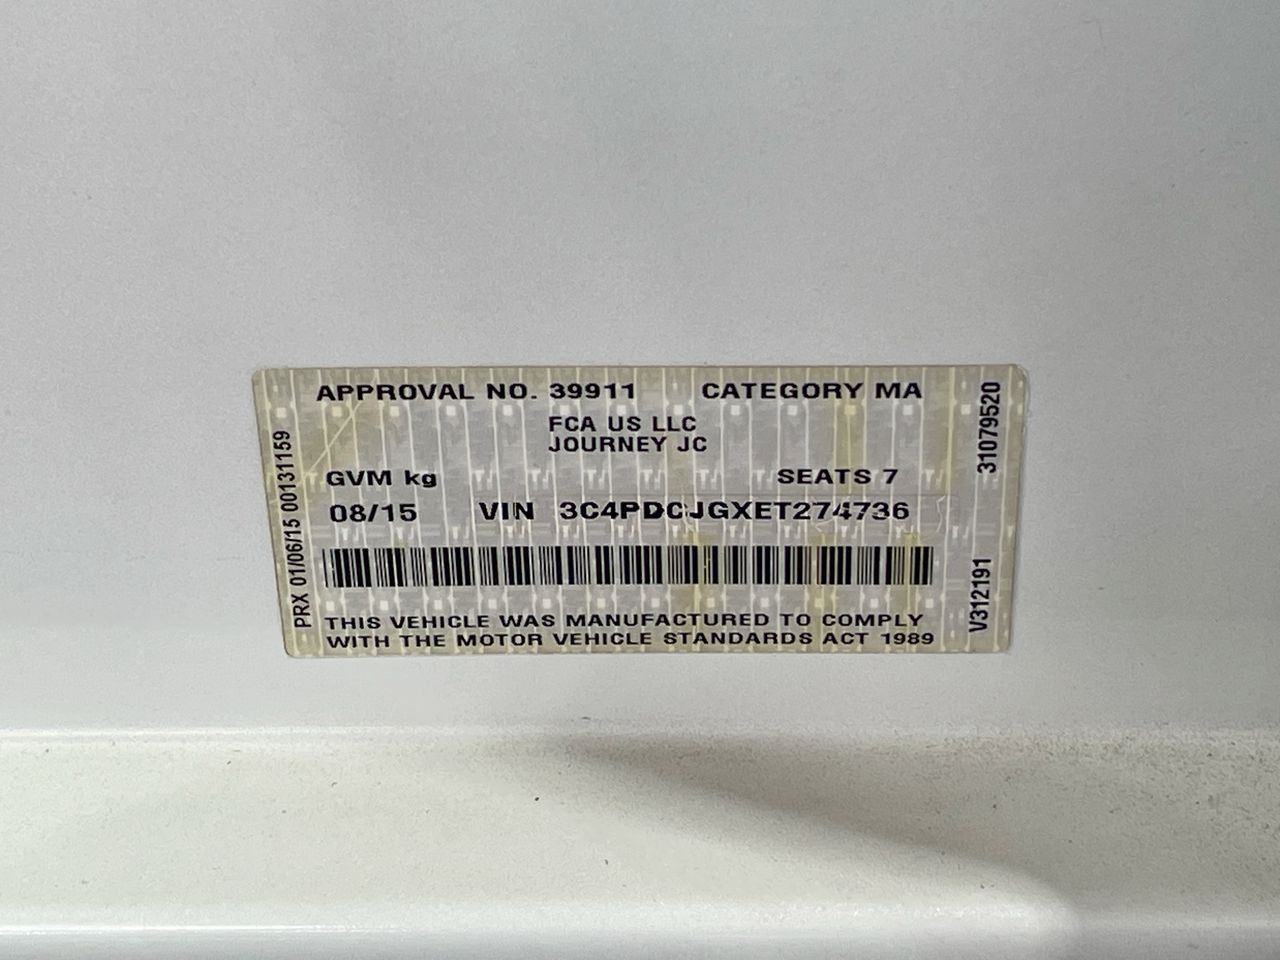 APPROVAL NO. 39911 CATEGORY MA
FCA US LLC
JOURNEY JC
GVM kg SEATS 7
08/15 VIN 3C4PDCJGXET274736
THIS VEHICLE WAS MANUFACTURED TO COMPLY
WITH THE MOTOR VEHICLE STANDARDS ACT 1989
PRX 01/06/15 00131159
31079520
V312191